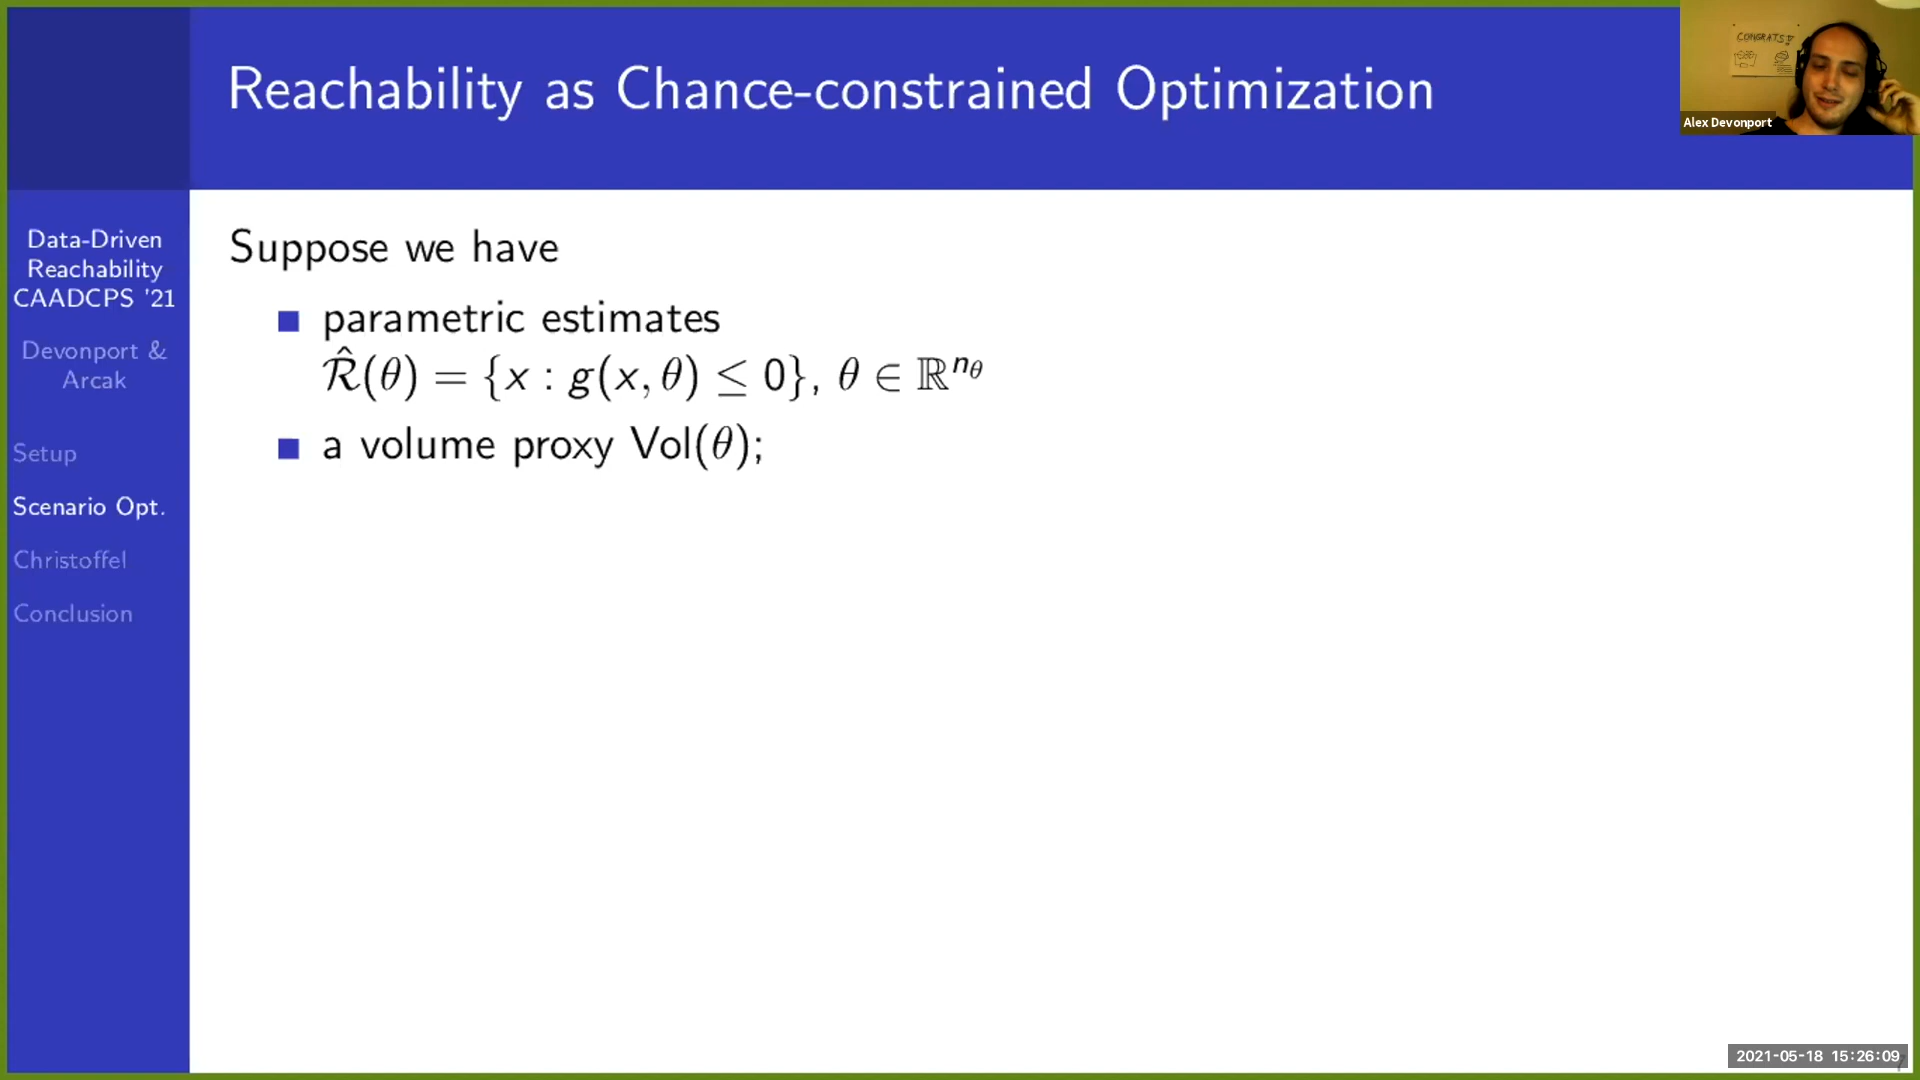 Reachability as Chance-constrained Optimization
CONGRATS!
Alex Devonport
Data-Driven
Reachability
CAADCPS '21
Devonport &
Arcak
Setup
Scenario Opt.
Christoffel
Conclusion
Suppose we have
parametric estimates
R̂(θ) = {x : g(x, θ) ≤ 0}, θ ∈ ℝ^{n_θ}
a volume proxy Vol(θ);
2021-05-18 15:26:09